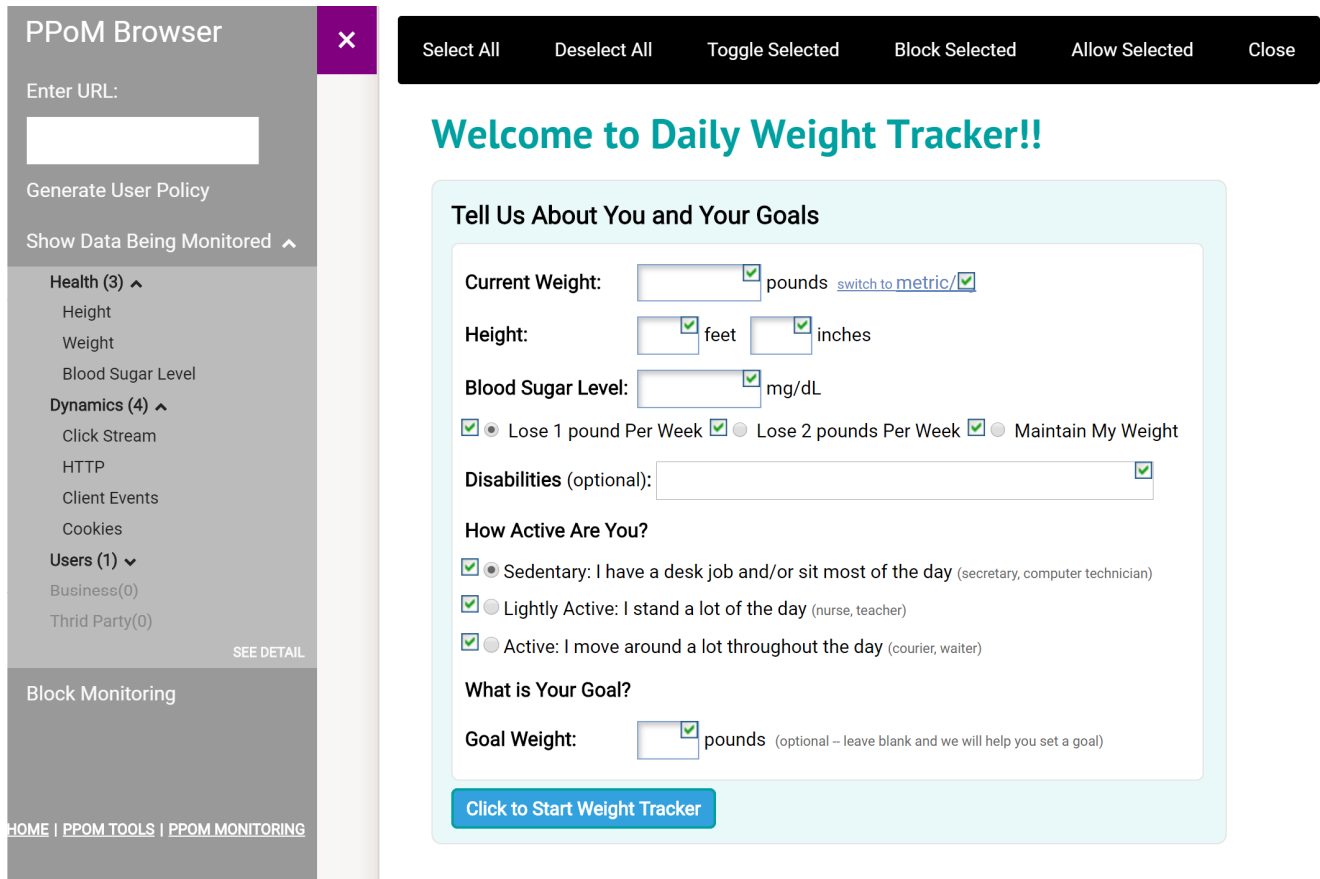 PPoM Browser
×
Enter URL:
Generate User Policy
Show Data Being Monitored
Health (3)
Height
Weight
Blood Sugar Level
Dynamics (4)
Click Stream
HTTP
Client Events
Cookies
Users (1)
Business(0)
Thrid Party(0)
SEE DETAIL
Block Monitoring
HOME | PPOM TOOLS | PPOM MONITORING
Select All Deselect All Toggle Selected Block Selected Allow Selected Close
Welcome to Daily Weight Tracker!!
Tell Us About You and Your Goals
Current Weight: pounds switch to metric/
Height: feet inches
Blood Sugar Level: mg/dL
Lose 1 pound Per Week Lose 2 pounds Per Week Maintain My Weight
Disabilities (optional):
How Active Are You?
Sedentary: I have a desk job and/or sit most of the day (secretary, computer technician)
Lightly Active: I stand a lot of the day (nurse, teacher)
Active: I move around a lot throughout the day (courier, waiter)
What is Your Goal?
Goal Weight: pounds (optional -- leave blank and we will help you set a goal)
Click to Start Weight Tracker